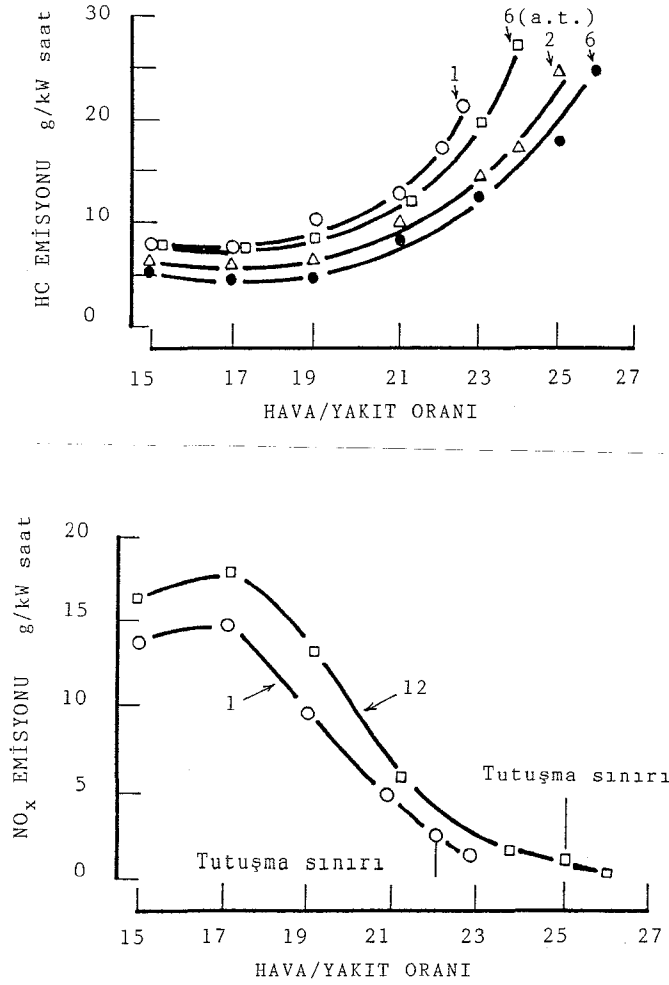 30
20
10
0
HC EMİSYONU g/kW saat
1
6(a.t.)
2
6
15 17 19 21 23 25 27
HAVA/YAKIT ORANI
20
15
10
5
0
NOx EMİSYONU g/kW saat
1
12
Tutuşma sınırı
Tutuşma sınırı
15 17 19 21 23 25 27
HAVA/YAKIT ORANI